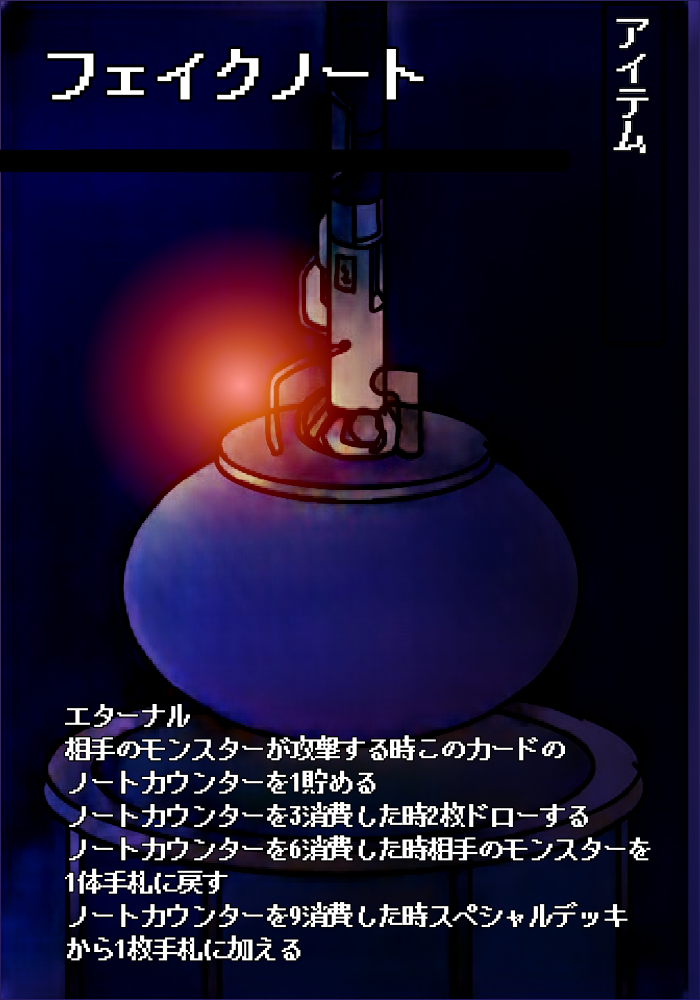 フェイクノート
アイテム
エターナル
相手のモンスターが攻撃する時このカードの
ノートカウンターを1貯める
ノートカウンターを3消費した時2枚ドローする
ノートカウンターを6消費した時相手のモンスターを
1体手札に戻す
ノートカウンターを9消費した時スペシャルデッキ
から1枚手札に加える